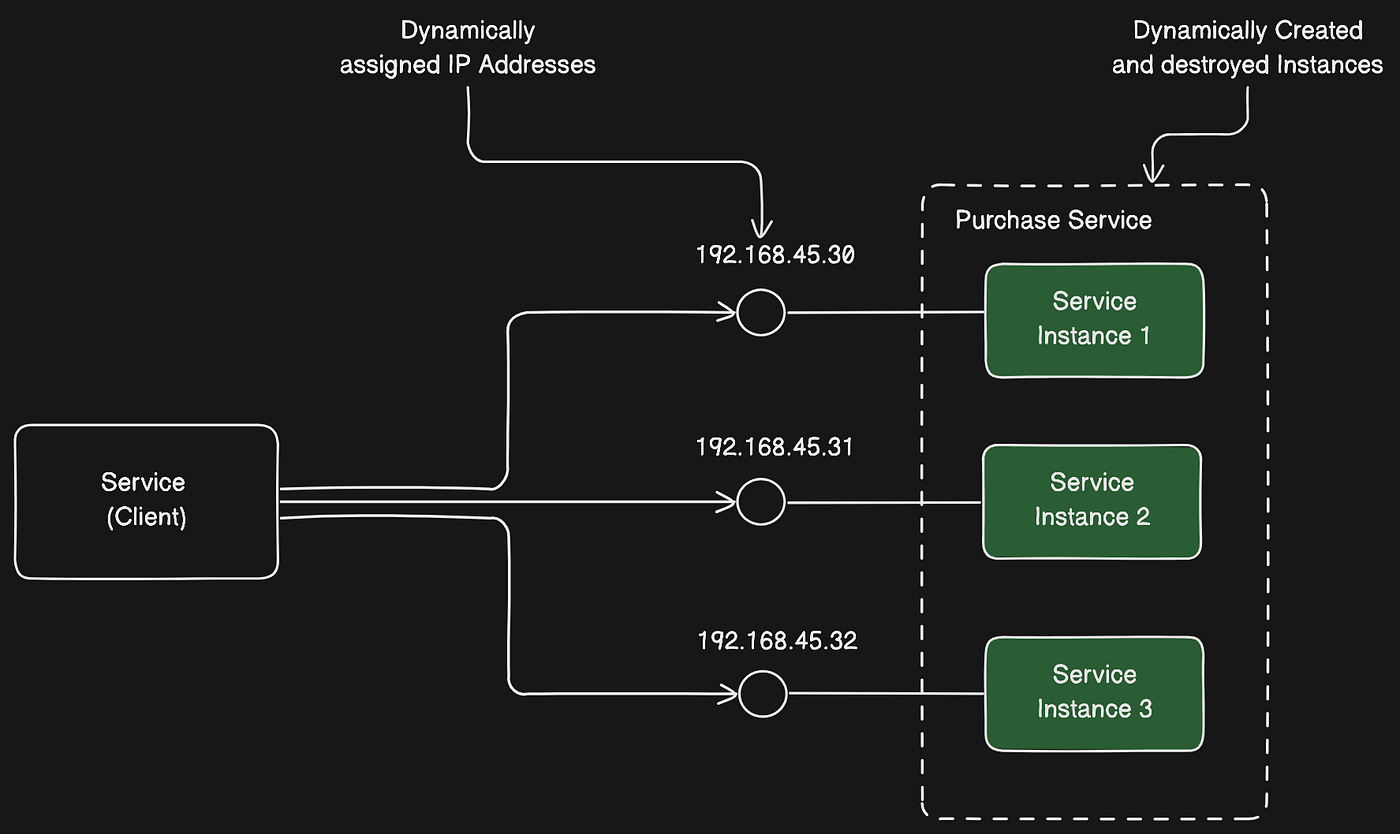 Dynamically
assigned IP Addresses
Dynamically Created
and destroyed Instances
192.168.45.30
Purchase Service
Service
Instance 1
192.168.45.31
Service
(Client)
Service
Instance 2
192.168.45.32
Service
Instance 3